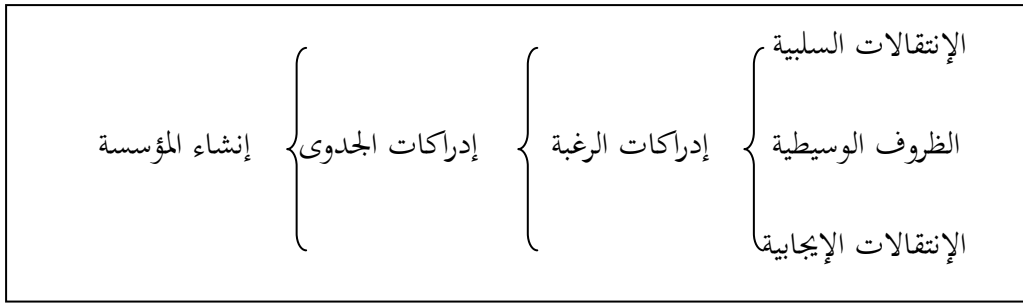 الإنتقالات السلبية
الظروف الوسيطية إدراكات الرغبة إدراكات الجدوى إنشاء المؤسسة
الإنتقالات الإيجابية